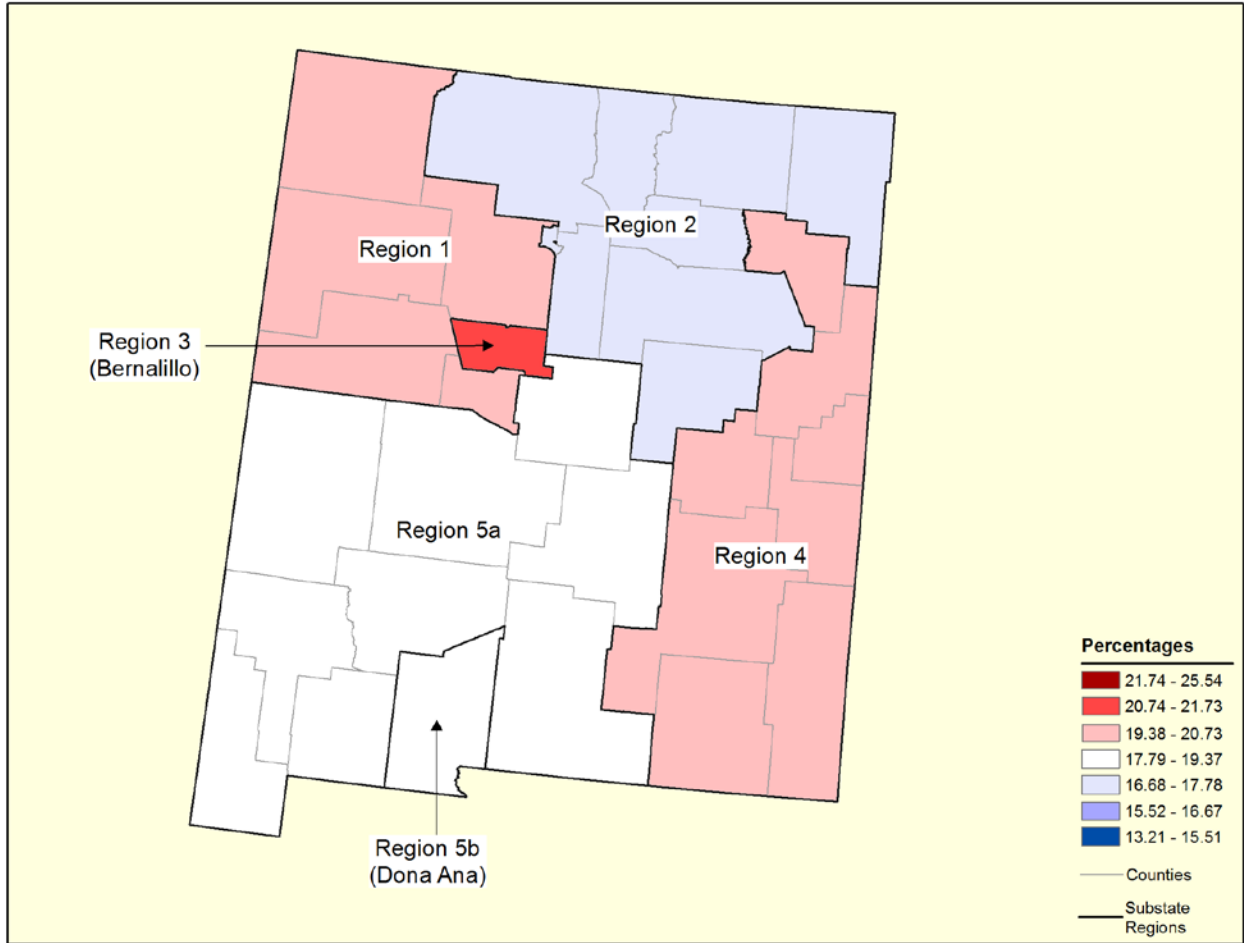 Region 2
Region 1
Region 3
(Bernalillo)
Region 5a
Region 4
Region 5b
(Dona Ana)
Percentages
21.74 - 25.54
20.74 - 21.73
19.38 - 20.73
17.79 - 19.37
16.68 - 17.78
15.52 - 16.67
13.21 - 15.51
Counties
Substate
Regions